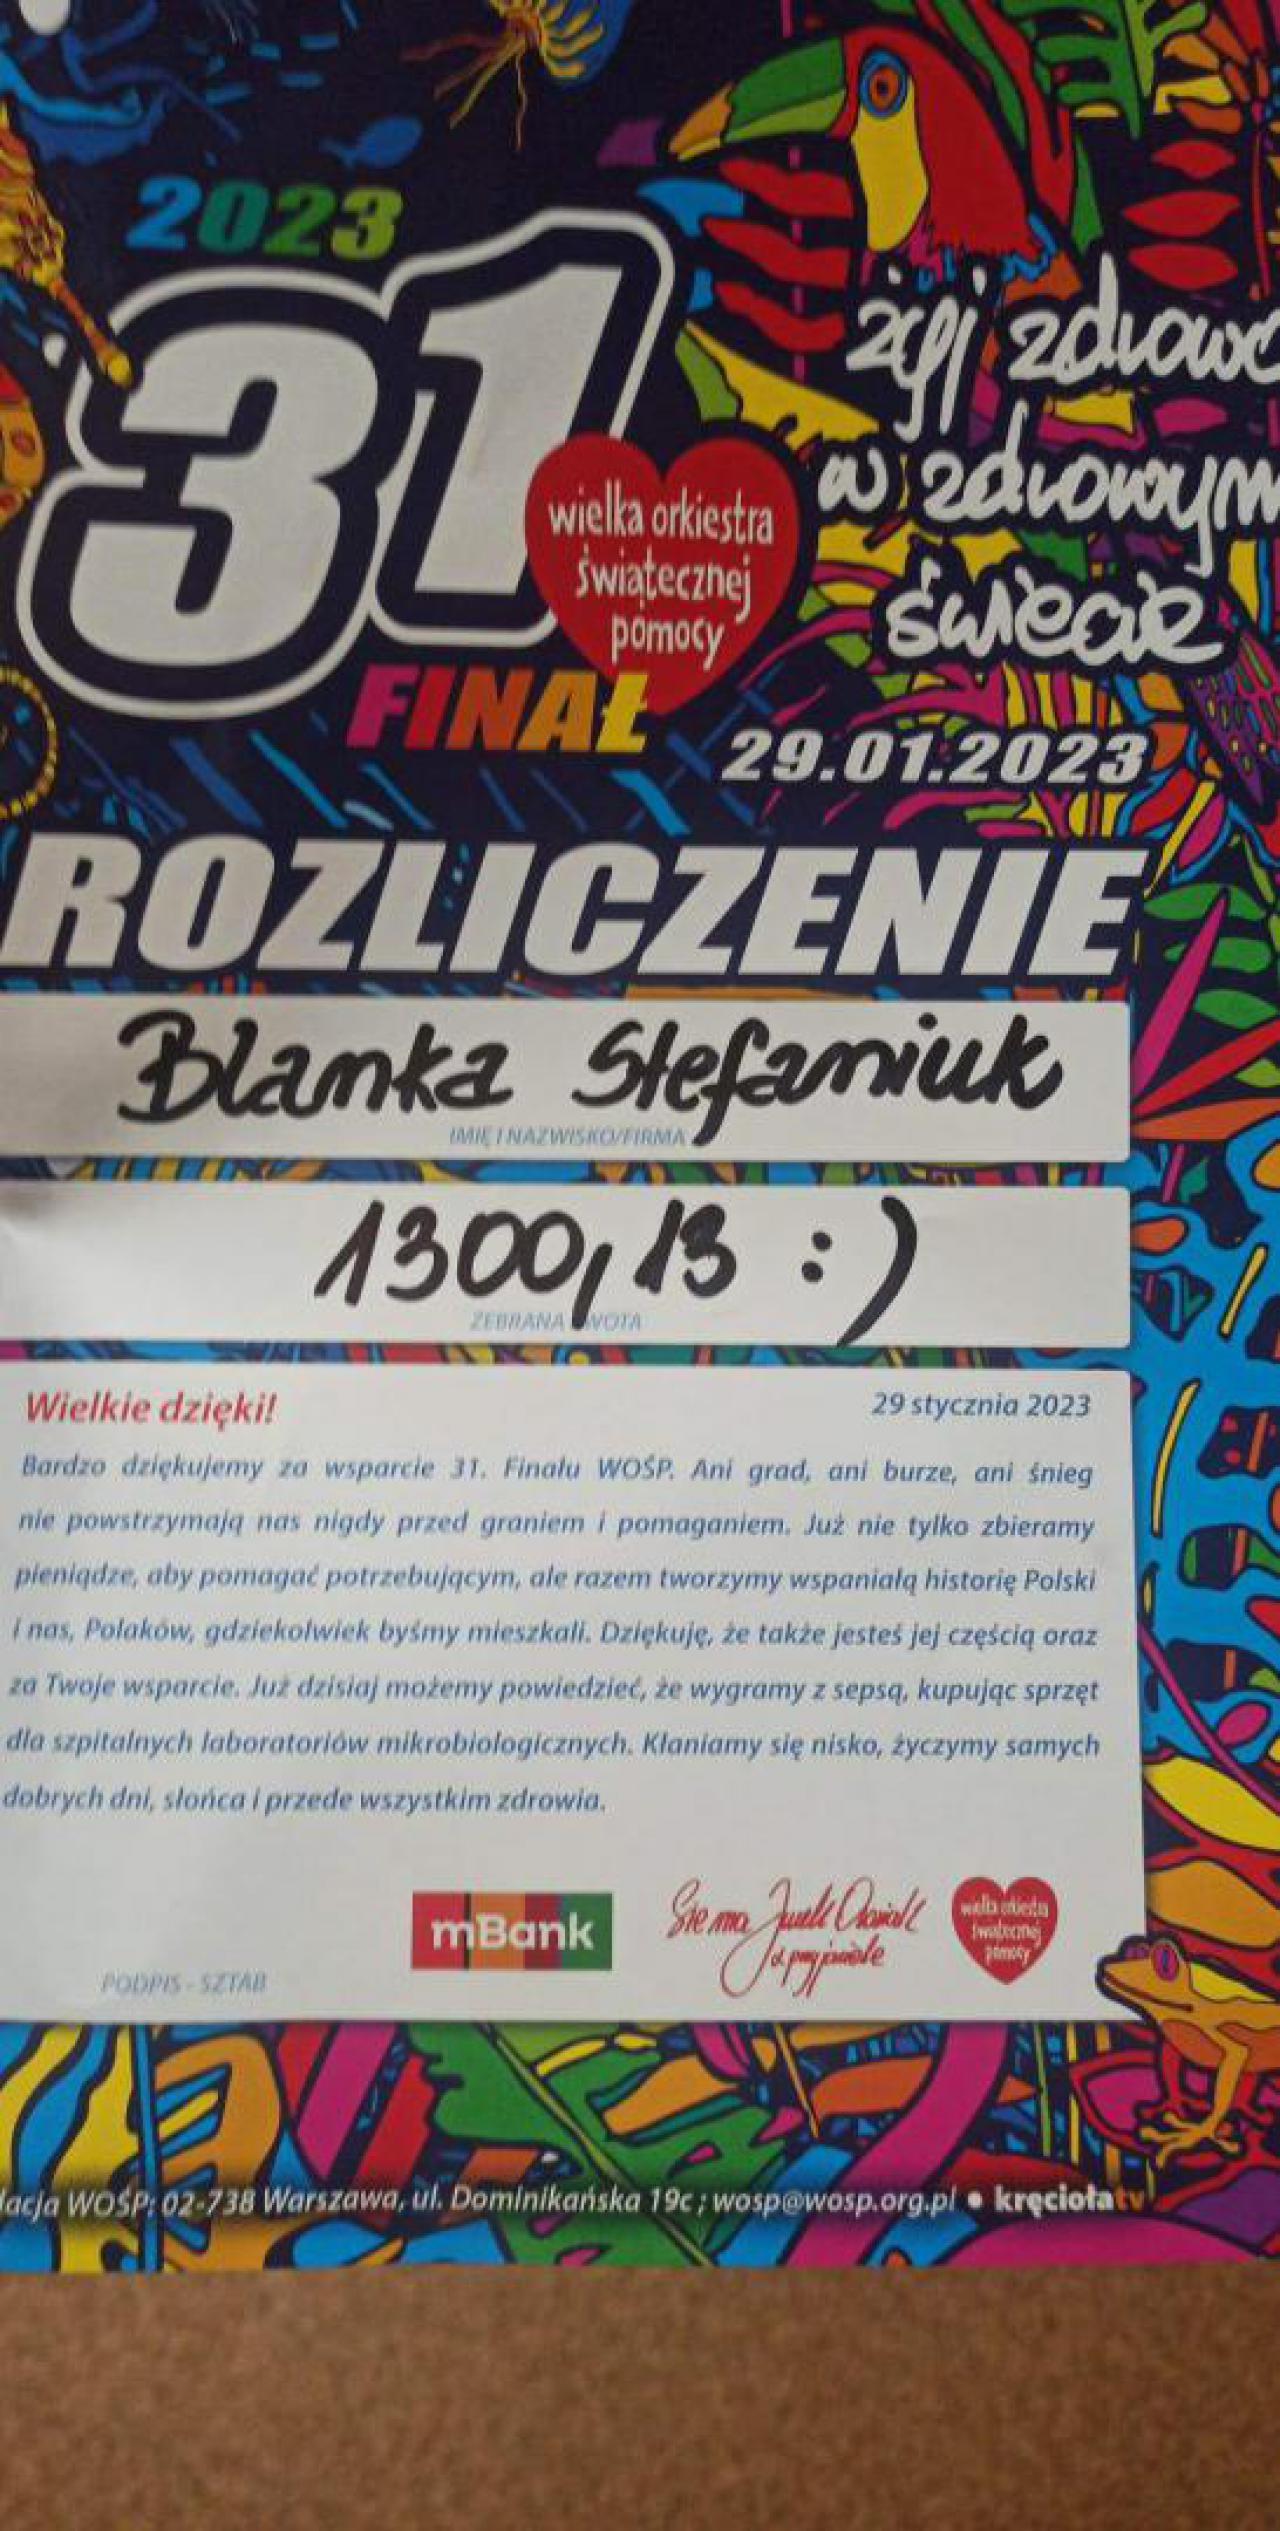 2023
31
wielka orkiestra
świątecznej
pomocy
FINAŁ
żyj zdrowo
w zdrowym
świecie
29.01.2023
ROZLICZENIE
Blanka Stefaniuk
IMIĘ I NAZWISKO/FIRMA
1300,13 :)
ZEBRANA KWOTA
Wielkie dzięki!
29 stycznia 2023
Bardzo dziękujemy za wsparcie 31. Finału WOŚP. Ani grad, ani burze, ani śnieg
nie powstrzymają nas nigdy przed graniem i pomaganiem. Już nie tylko zbieramy
pieniądze, aby pomagać potrzebującym, ale razem tworzymy wspaniałą historię Polski
i nas, Polaków, gdziekolwiek byśmy mieszkali. Dziękuję, że także jesteś jej częścią oraz
za Twoje wsparcie. Już dzisiaj możemy powiedzieć, że wygramy z sepsą, kupując sprzęt
dla szpitalnych laboratoriów mikrobiologicznych. Kłaniamy się nisko, życzymy samych
dobrych dni, słońca i przede wszystkim zdrowia.
mBank
Sie ma Jurek Owsiak
z przyjaciele
wielka orkiestra
świątecznej
pomocy
PODPIS - SZTAB
dacja WOŚP: 02-738 Warszawa, ul. Dominikańska 19c ; wosp@wosp.org.pl • kręciołatv